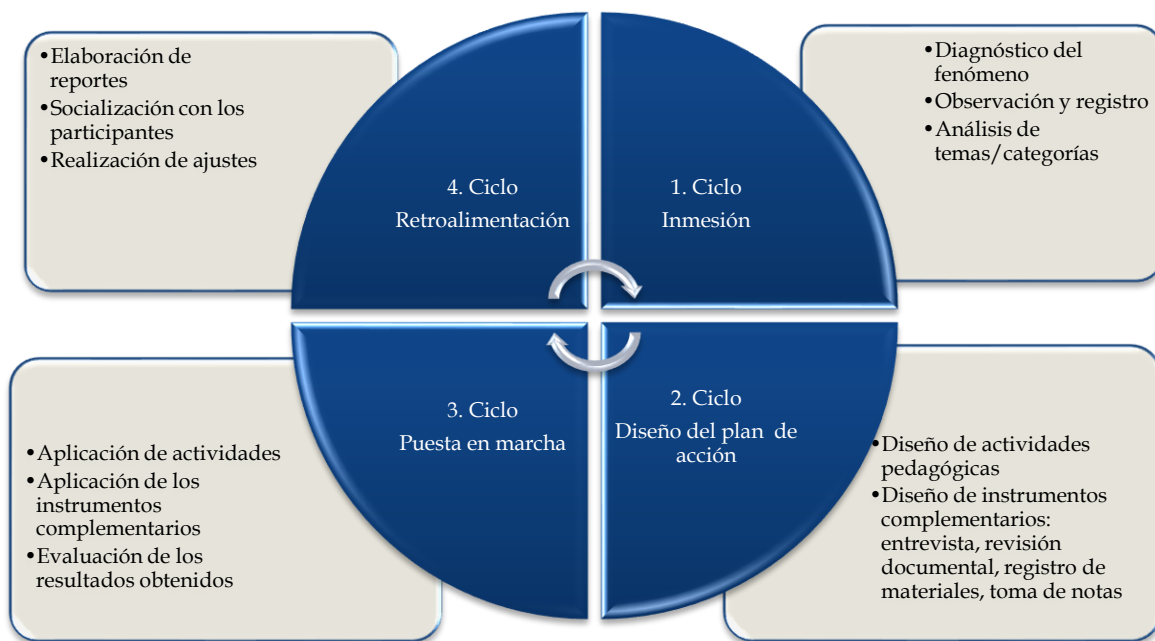 •Elaboración de
reportes
•Socialización con los
participantes
•Realización de ajustes
4. Ciclo
Retroalimentación
1. Ciclo
Inmesión
•Diagnóstico del
fenómeno
•Observación y registro
•Análisis de
temas/categorías
•Aplicación de actividades
•Aplicación de los
instrumentos
complementarios
•Evaluación de los
resultados obtenidos
3. Ciclo
Puesta en marcha
2. Ciclo
Diseño del plan de
acción
•Diseño de actividades
pedagógicas
•Diseño de instrumentos
complementarios:
entrevista, revisión
documental, registro de
materiales, toma de notas